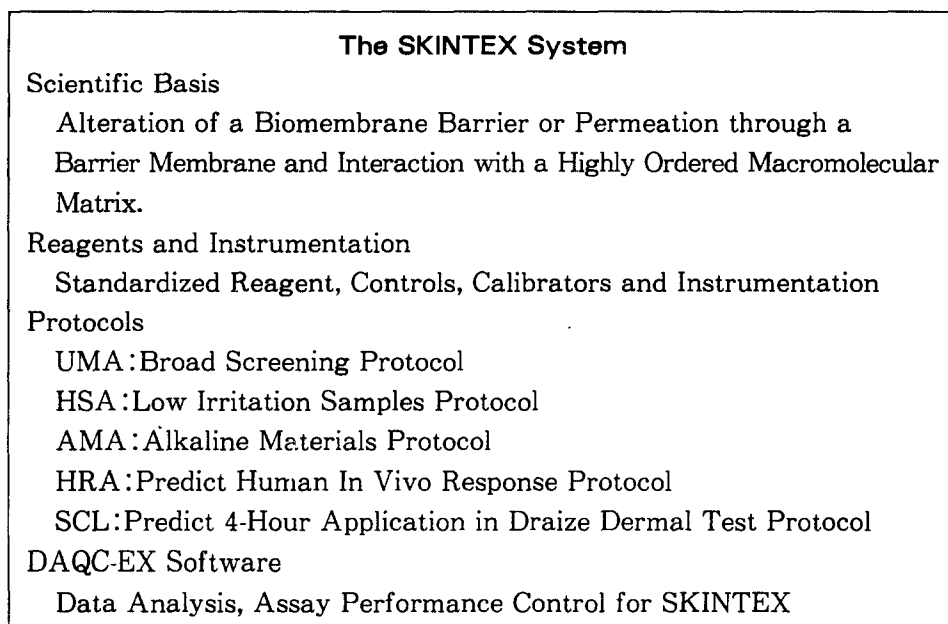 The SKINTEX System
Scientific Basis
Alteration of a Biomembrane Barrier or Permeation through a
Barrier Membrane and Interaction with a Highly Ordered Macromolecular
Matrix.
Reagents and Instrumentation
Standardized Reagent, Controls, Calibrators and Instrumentation
Protocols
UMA:Broad Screening Protocol
HSA:Low Irritation Samples Protocol
AMA:Alkaline Materials Protocol
HRA:Predict Human In Vivo Response Protocol
SCL:Predict 4-Hour Application in Draize Dermal Test Protocol
DAQC-EX Software
Data Analysis, Assay Performance Control for SKINTEX